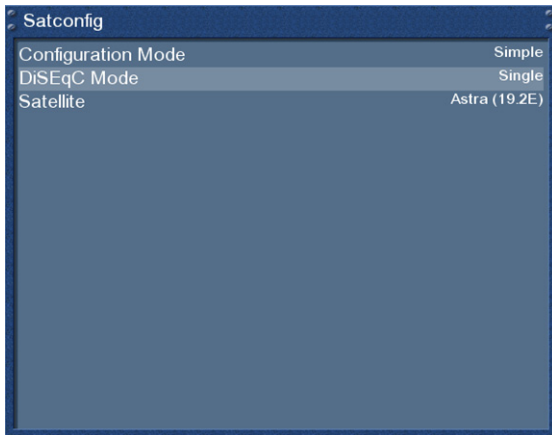 Satconfig
Configuration Mode Simple
DiSEqC Mode Single
Satellite Astra (19.2E)